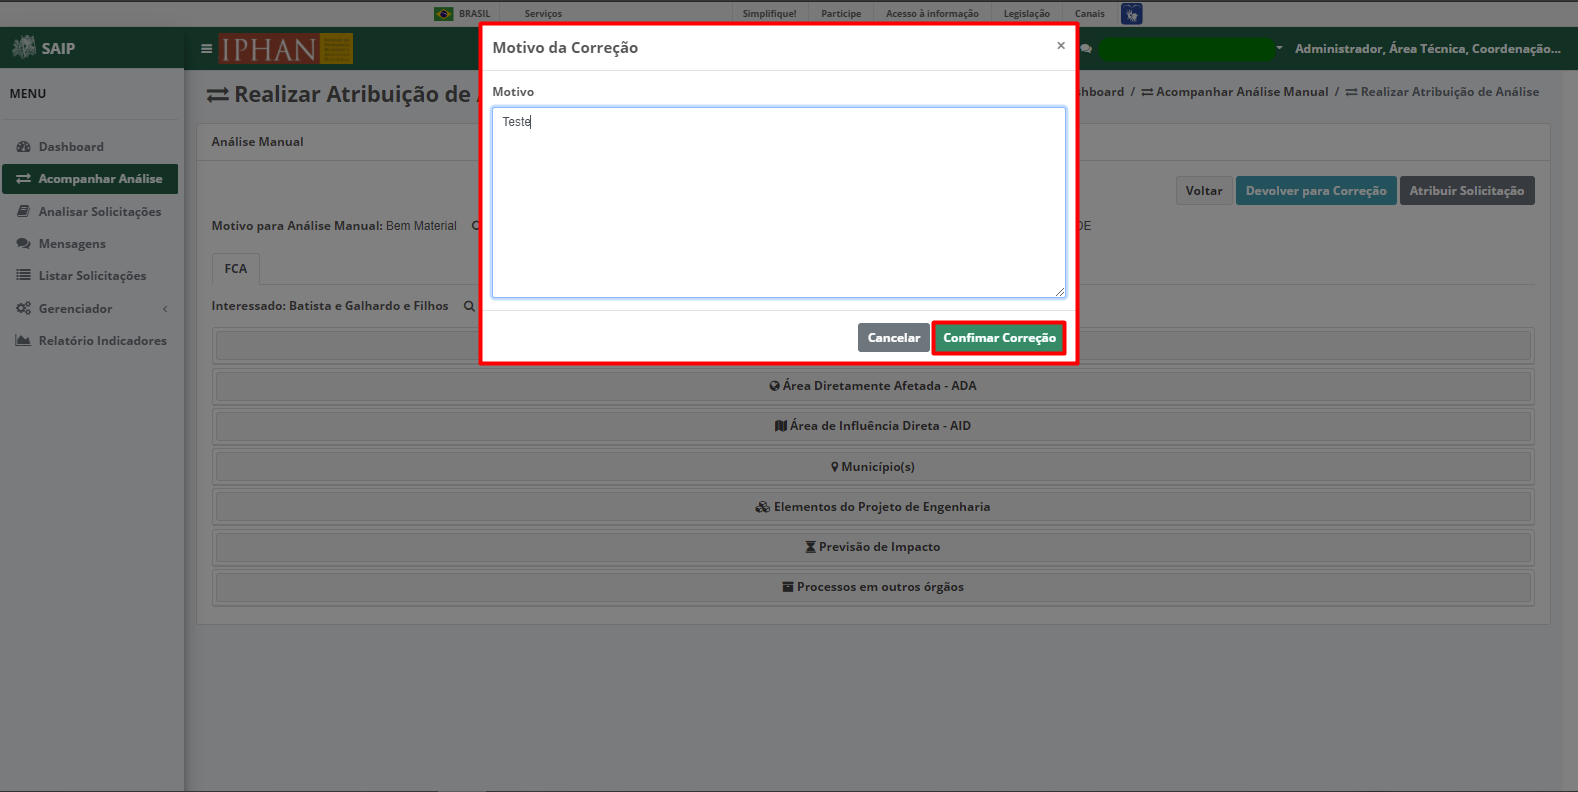 BRASIL Serviços Simplifique! Participe Acesso à informação Legislação Canais
SAIP
IPHAN
Administrador, Área Técnica, Coordenação...
MENU
Dashboard
Acompanhar Análise
Analisar Solicitações
Mensagens
Listar Solicitações
Gerenciador
Relatório Indicadores
Realizar Atribuição de
hboard / Acompanhar Análise Manual / Realizar Atribuição de Análise
Análise Manual
Voltar Devolver para Correção Atribuir Solicitação
Motivo para Análise Manual: Bem Material
DE
FCA
Interessado: Batista e Galhardo e Filhos
Motivo da Correção ×
Motivo
Teste
Cancelar Confimar Correção
Área Diretamente Afetada - ADA
Área de Influência Direta - AID
Município(s)
Elementos do Projeto de Engenharia
Previsão de Impacto
Processos em outros órgãos